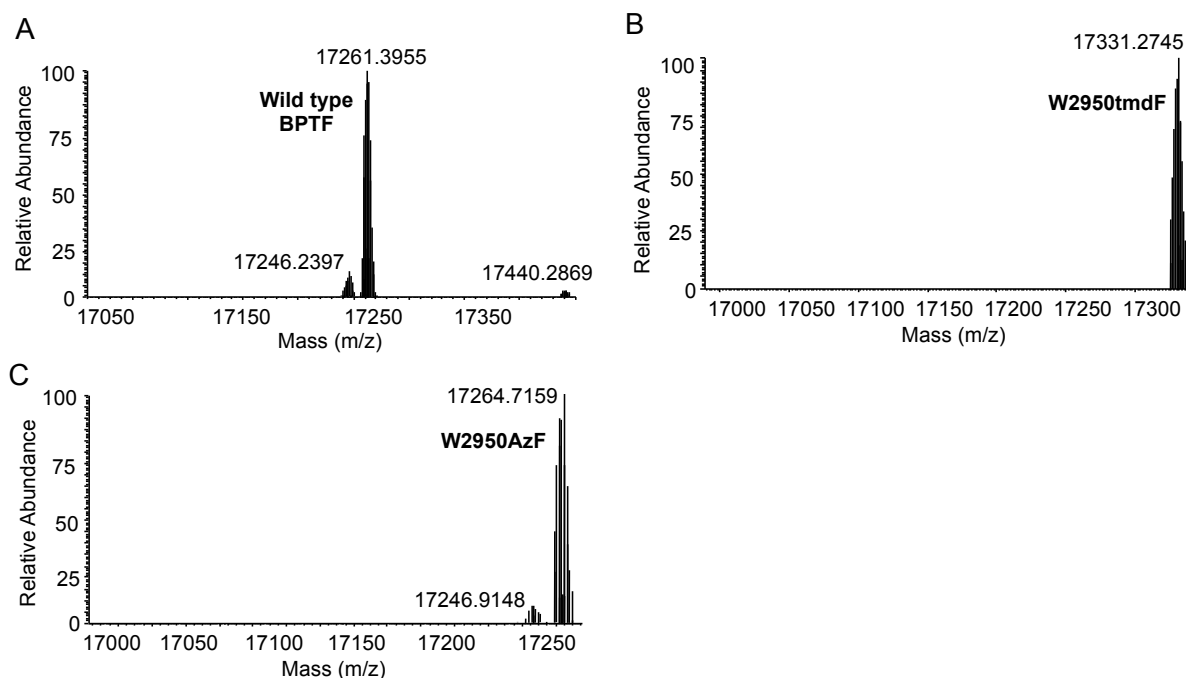 A
17261.3955
Wild type
BPTF
17246.2397
17440.2869
Relative Abundance
100
75
50
25
0
17050
17150
17250
17350
Mass (m/z)
B
17331.2745
W2950tmdF
Relative Abundance
100
75
50
25
0
17000
17050
17100
17150
17200
17250
17300
Mass (m/z)
C
17264.7159
W2950AzF
17246.9148
Relative Abundance
100
75
50
25
0
17000
17050
17100
17150
17200
17250
Mass (m/z)